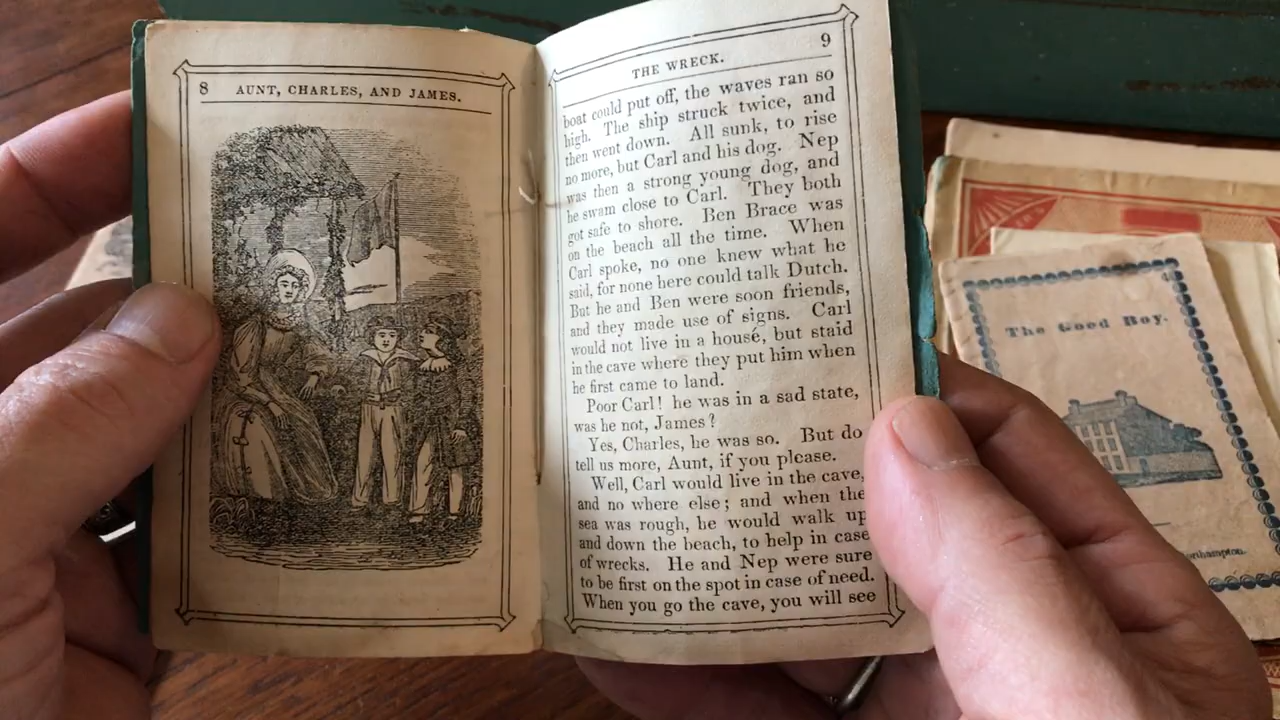 8 AUNT, CHARLES, AND JAMES.
THE WRECK. 9
boat could put off, the waves ran so
high. The ship struck twice, and
then went down. All sunk, to rise
no more, but Carl and his dog. Nep
was then a strong young dog, and
he swam close to Carl. They both
got safe to shore. Ben Brace was
on the beach all the time. When
Carl spoke, no one knew what he
said, for none here could talk Dutch.
But he and Ben were soon friends,
and they made use of signs. Carl
would not live in a house, but staid
in the cave where they put him when
he first came to land.
Poor Carl! he was in a sad state,
was he not, James?
Yes, Charles, he was so. But do
tell us more, Aunt, if you please.
Well, Carl would live in the cave,
and no where else; and when the
sea was rough, he would walk up
and down the beach, to help in case
of wrecks. He and Nep were sure
to be first on the spot in case of need.
When you go the cave, you will see
The Good Boy.